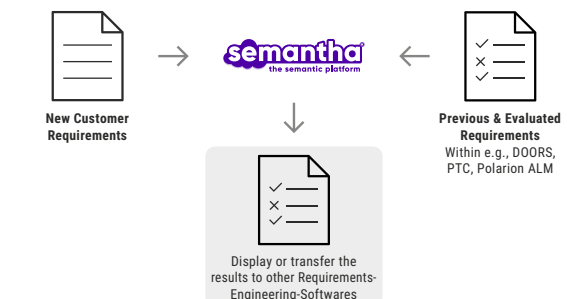 semantha
the semantic platform
New Customer
Requirements
Previous & Evaluated
Requirements
Within e.g., DOORS,
PTC, Polarion ALM
Display or transfer the
results to other Requirements-
Engineering-Softwares